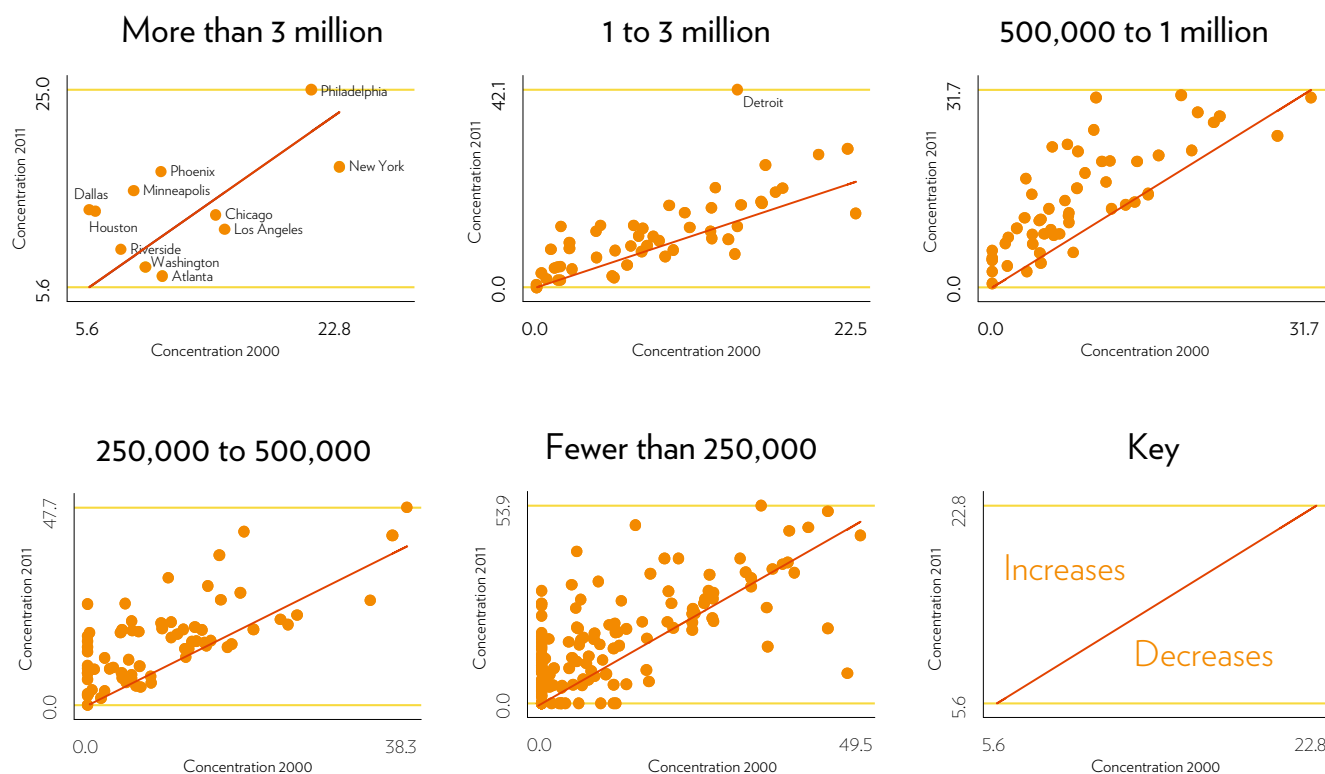 More than 3 million
25.0
Concentration 2011
5.6
Philadelphia
New York
Phoenix
Minneapolis
Dallas
Houston
Chicago
Los Angeles
Riverside
Washington
Atlanta
5.6
22.8
Concentration 2000
1 to 3 million
42.1
Concentration 2011
0.0
Detroit
0.0
22.5
Concentration 2000
500,000 to 1 million
31.7
Concentration 2011
0.0
0.0
31.7
Concentration 2000
250,000 to 500,000
47.7
Concentration 2011
0.0
0.0
38.3
Concentration 2000
Fewer than 250,000
53.9
Concentration 2011
0.0
0.0
49.5
Concentration 2000
Key
22.8
Concentration 2011
5.6
Increases
Decreases
5.6
22.8
Concentration 2000